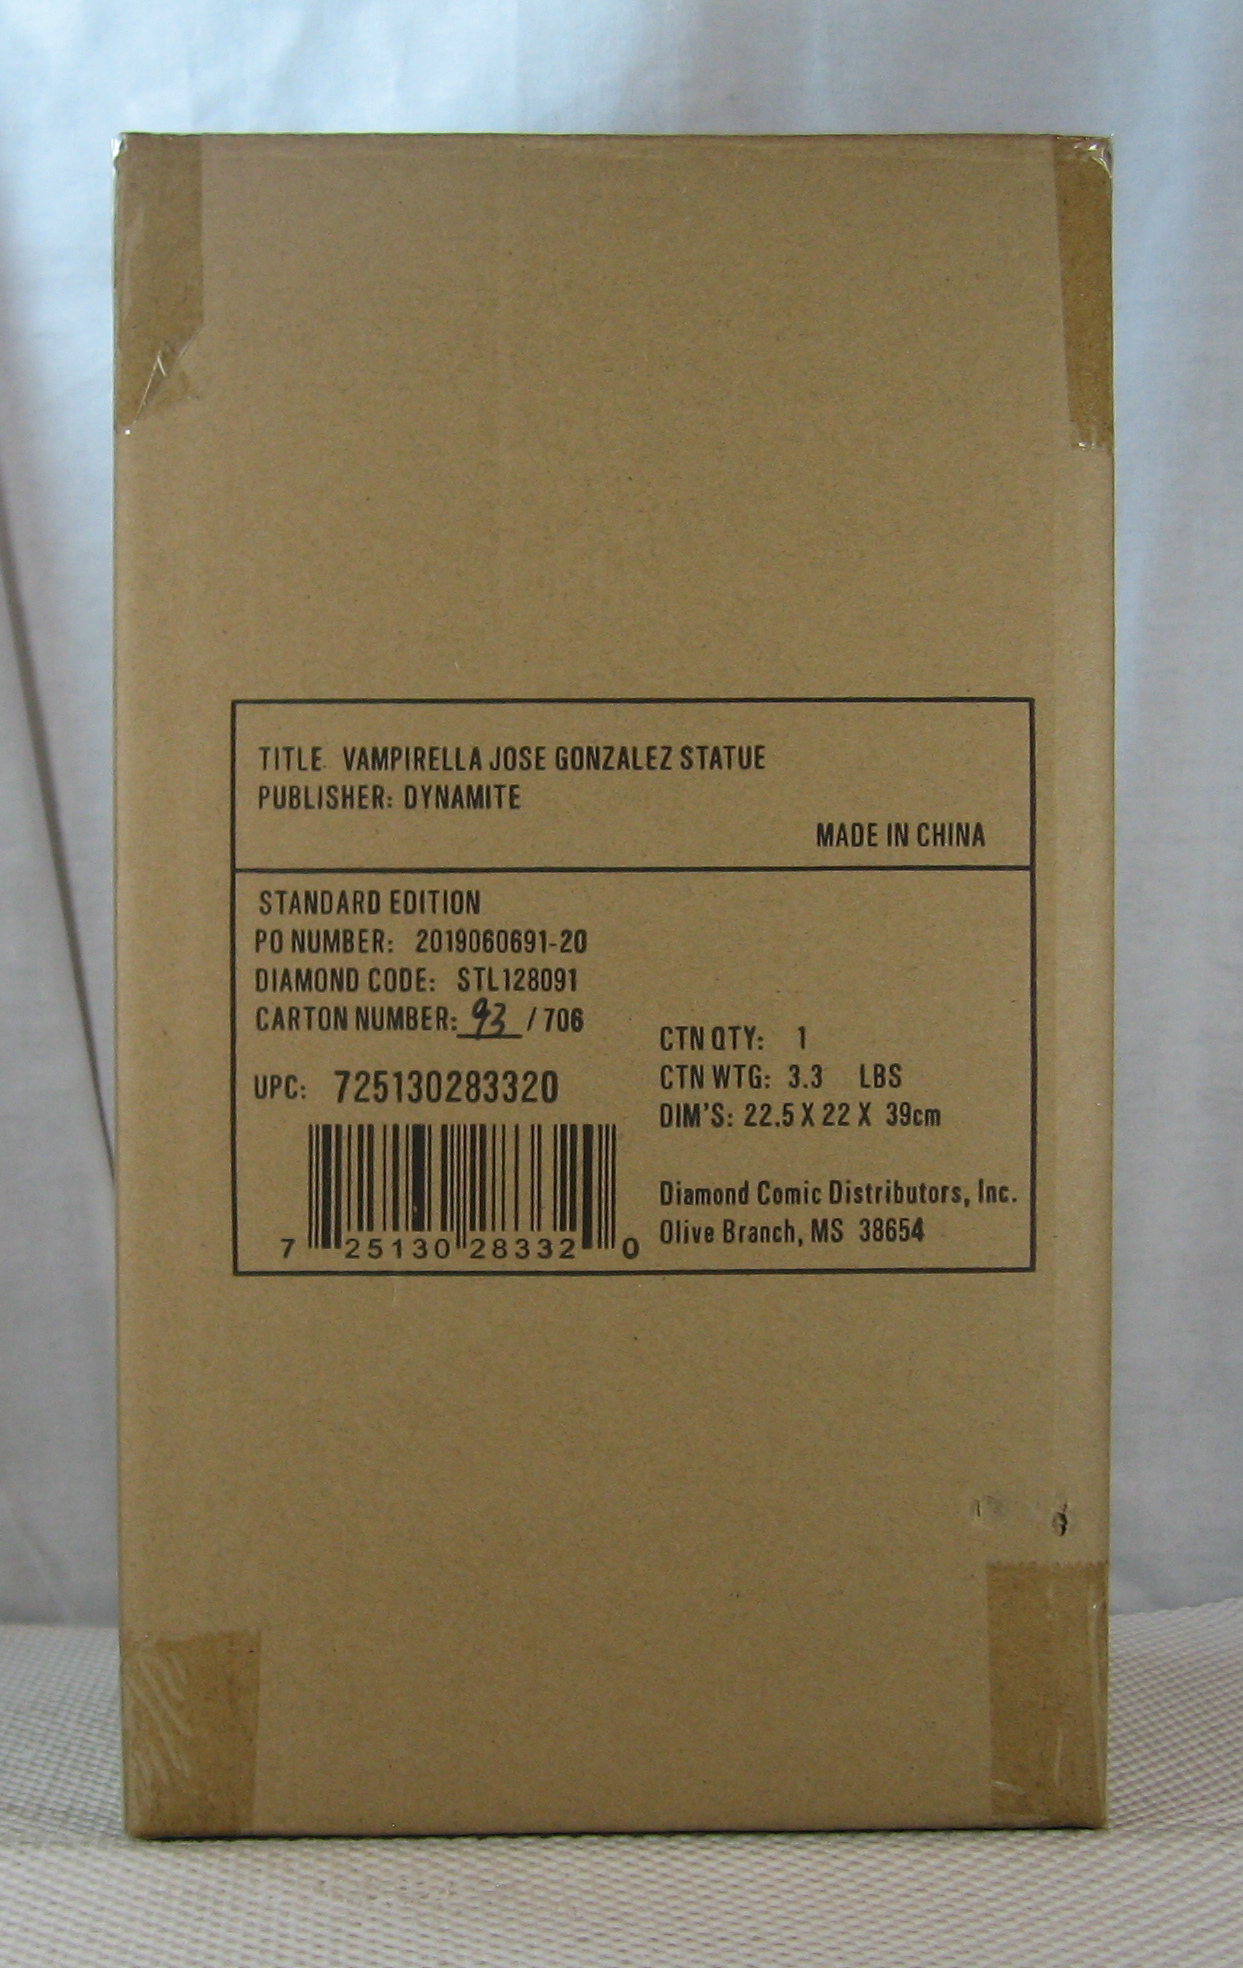 TITLE VAMPIRELLA JOSE GONZALEZ STATUE
PUBLISHER: DYNAMITE
MADE IN CHINA
STANDARD EDITION
PO NUMBER: 2019060691-20
DIAMOND CODE: STL128091
CARTON NUMBER: 93 / 706
UPC: 725130283320
7 25130 28332 0
CTN QTY: 1
CTN WTG: 3.3 LBS
DIM'S: 22.5 X 22 X 39cm
Diamond Comic Distributors, Inc.
Olive Branch, MS 38654